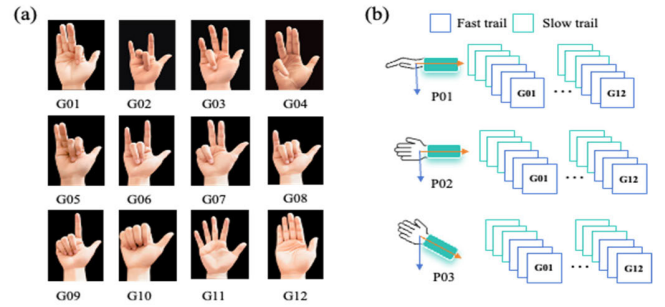 (a)
G01 G02 G03 G04
G05 G06 G07 G08
G09 G10 G11 G12
(b)
Fast trail Slow trail
P01 G01 ... G12
P02 G01 ... G12
P03 G01 ... G12